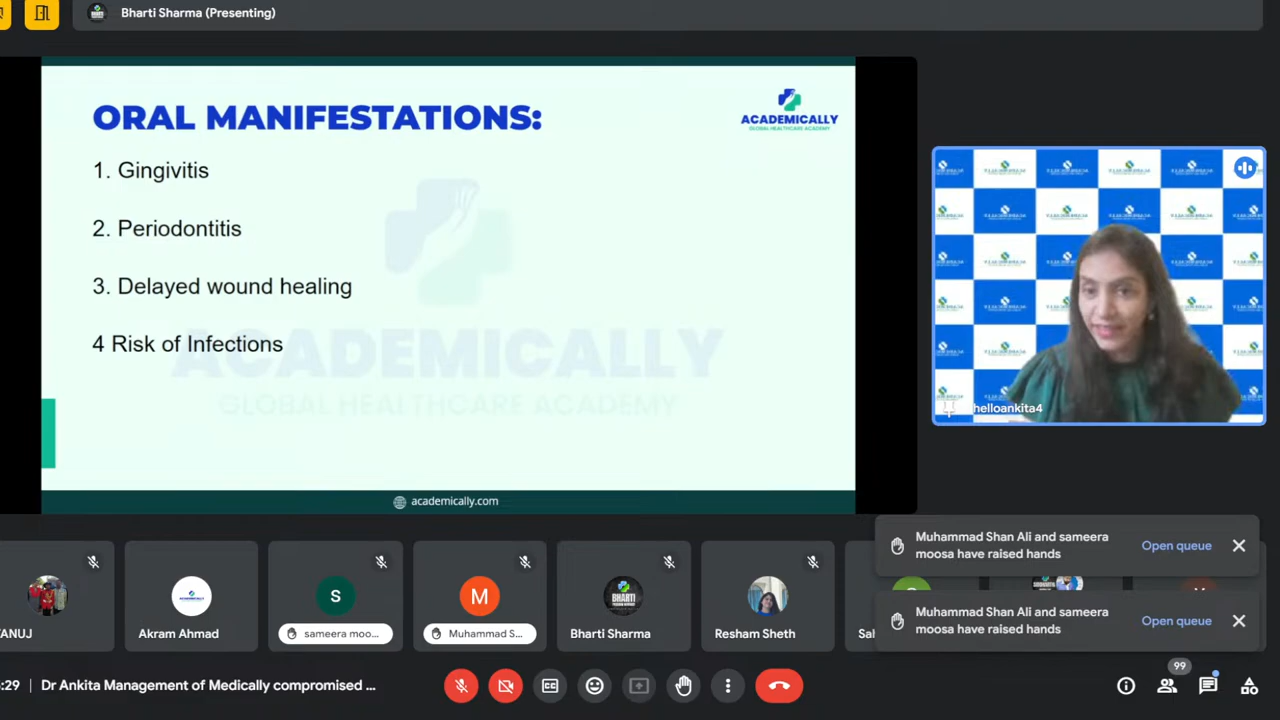 Bharti Sharma (Presenting)
ORAL MANIFESTATIONS:
ACADEMICALLY
GLOBAL HEALTHCARE ACADEMY
1. Gingivitis
2. Periodontitis
3. Delayed wound healing
4 Risk of Infections
ACADEMICALLY
GLOBAL HEALTHCARE ACADEMY
academically.com
helloankita4
Muhammad Shan Ali and sameera
moosa have raised hands
Open queue
Muhammad Shan Ali and sameera
moosa have raised hands
Open queue
S
M
BHARTI
TANUJ
Akram Ahmad
sameera moo...
Muhammad S...
Bharti Sharma
Resham Sheth
Sal
:29 | Dr Ankita Management of Medically compromised ...
99